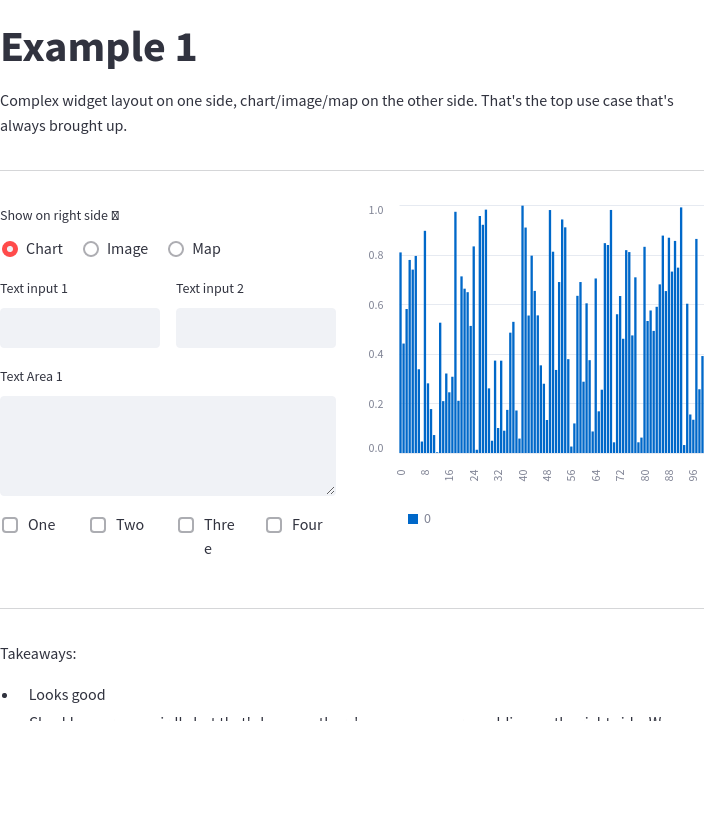 Example 1
Complex widget layout on one side, chart/image/map on the other side. That's the top use case that's
always brought up.
Show on right side
Chart Image Map
Text input 1 Text input 2
Text Area 1
One Two Thre Four
e
1.0
0.8
0.6
0.4
0.2
0.0
0 8 16 24 32 40 48 56 64 72 80 88 96
0
Takeaways:
• Looks good